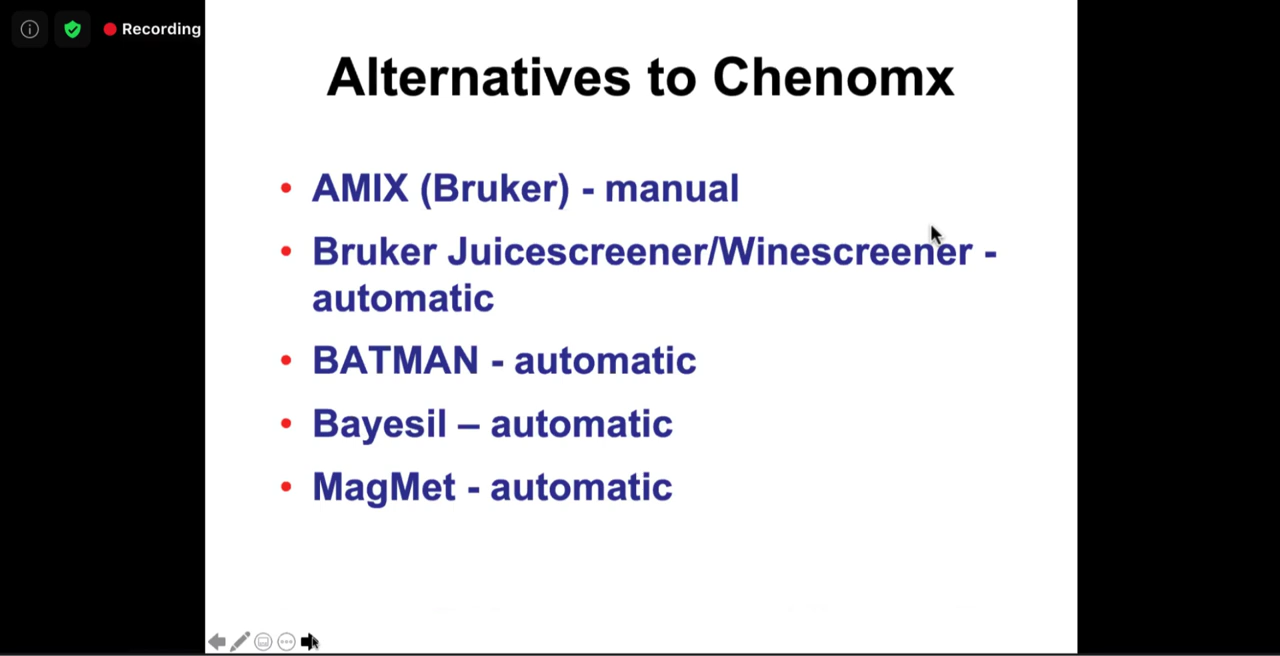 Recording
Alternatives to Chenomx
• AMIX (Bruker) - manual
• Bruker Juicescreener/Winescreener -
automatic
• BATMAN - automatic
• Bayesil – automatic
• MagMet - automatic